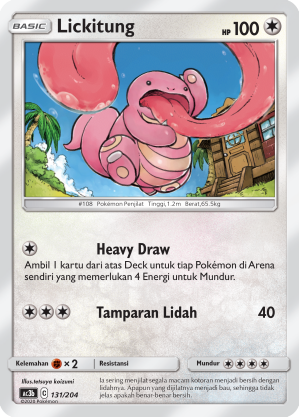 BASIC Lickitung HP 100
#108 Pokémon Penjilat Tinggi,1.2m Berat,65.5kg
Heavy Draw
Ambil 1 kartu dari atas Deck untuk tiap Pokémon di Arena
sendiri yang memerlukan 4 Energi untuk Mundur.
Tamparan Lidah 40
Kelemahan ×2 Resistansi Mundur
Illus.tetsuya koizumi
Ia sering menjilat segala macam kotoran menjadi bersih dengan
lidahnya. Apapun yang dijilatnya menjadi bau, sehingga tidak
jelas apakah benar-benar bersih.
AC3b C 131/204